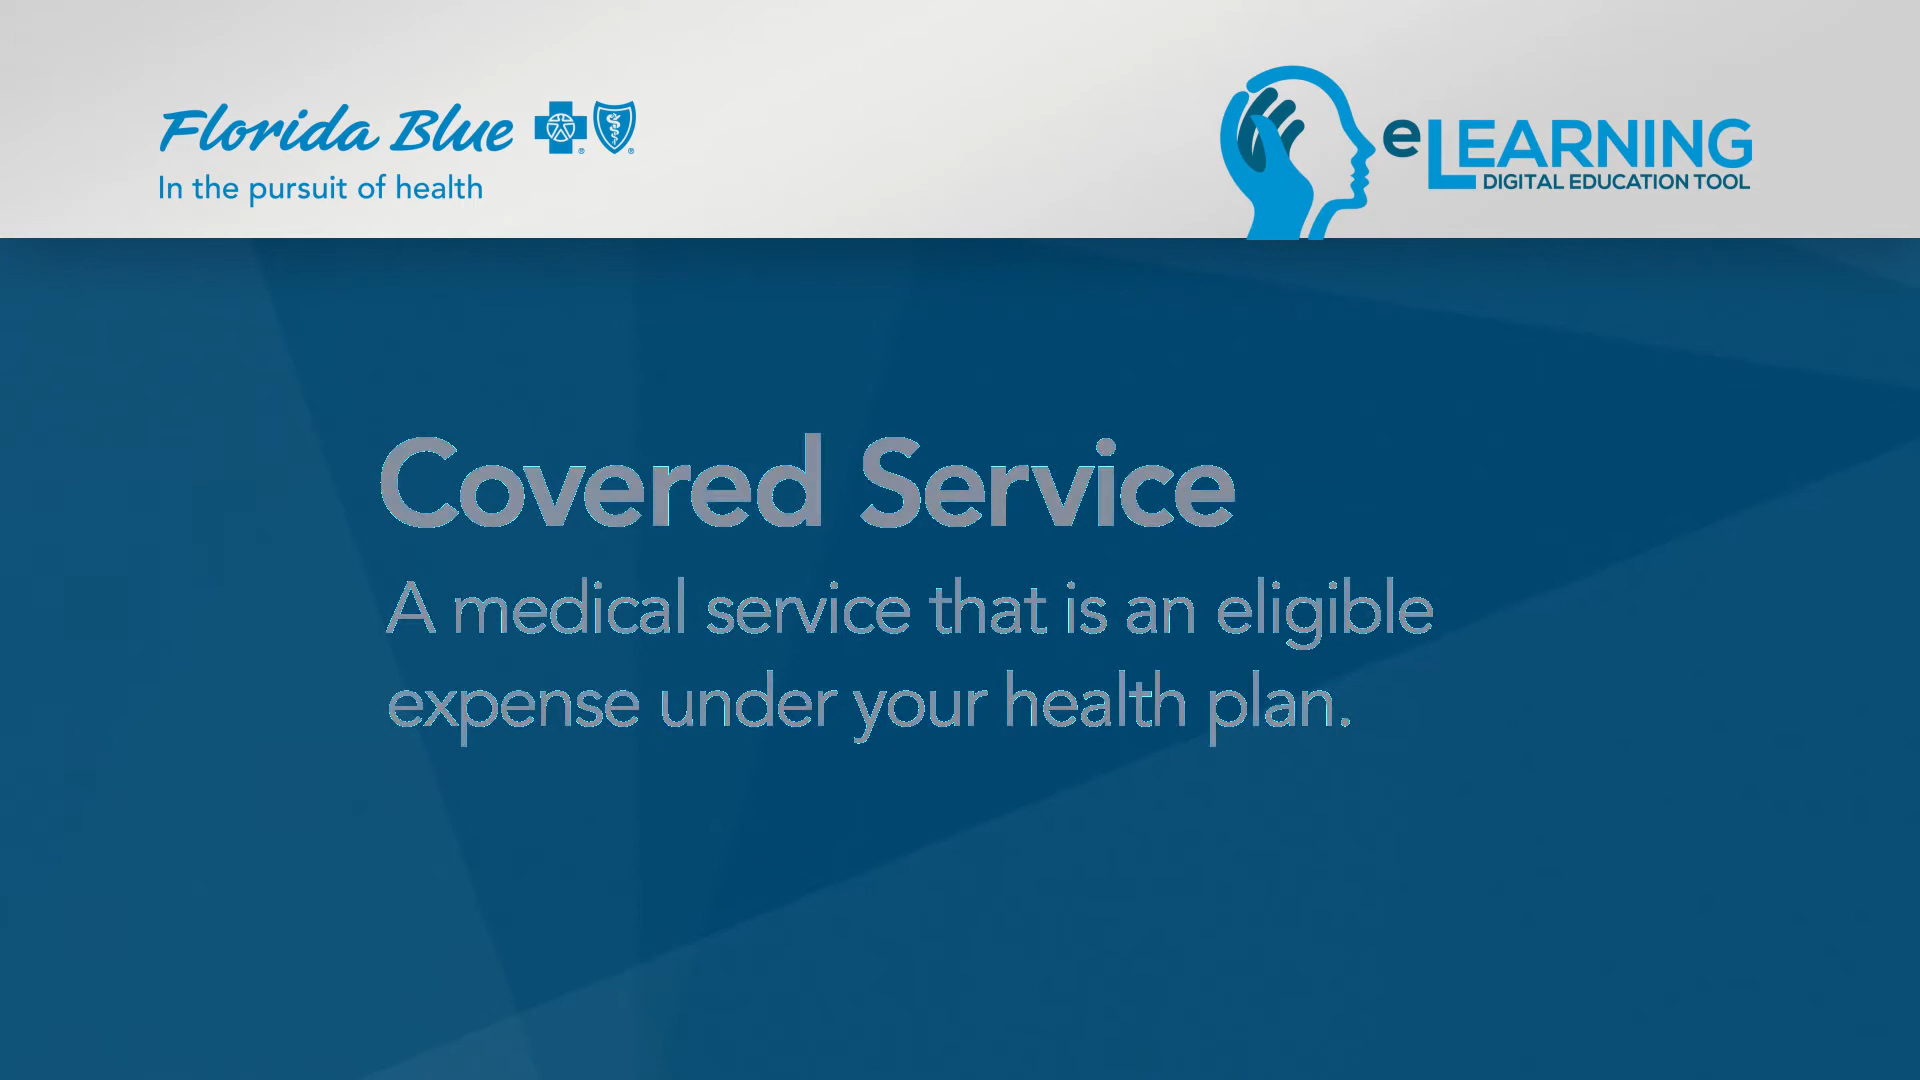 Florida Blue
In the pursuit of health
eLEARNING
DIGITAL EDUCATION TOOL
Covered Service
A medical service that is an eligible
expense under your health plan.